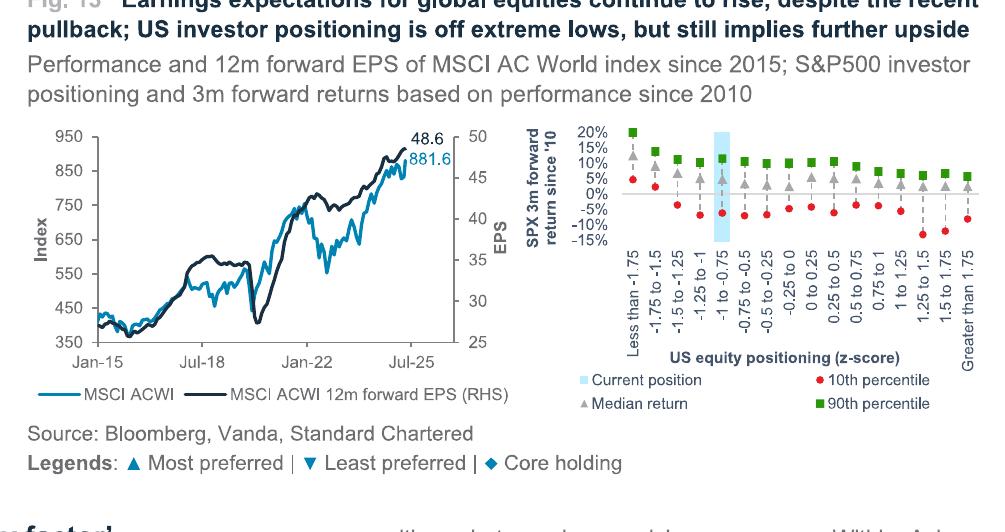 Fig. 13 Earnings expectations for global equities continue to rise, despite the recent
pullback; US investor positioning is off extreme lows, but still implies further upside
Performance and 12m forward EPS of MSCI AC World index since 2015; S&P500 investor
positioning and 3m forward returns based on performance since 2010
950
850
750
650
550
450
350
Index
50
45
40
35
30
25
EPS
48.6
881.6
Jan-15
Jul-18
Jan-22
Jul-25
MSCI ACWI
MSCI ACWI 12m forward EPS (RHS)
SPX 3m forward
return since '10
20%
15%
10%
5%
0%
-5%
-10%
-15%
Less than -1.75
-1.75 to -1.5
-1.5 to -1.25
-1.25 to -1
-1 to -0.75
-0.75 to -0.5
-0.5 to -0.25
-0.25 to 0
0 to 0.25
0.25 to 0.5
0.5 to 0.75
0.75 to 1
1 to 1.25
1.25 to 1.5
1.5 to 1.75
Greater than 1.75
US equity positioning (z-score)
Current position
10th percentile
Median return
90th percentile
Source: Bloomberg, Vanda, Standard Chartered
Legends: ▲ Most preferred | ▼ Least preferred | ◆ Core holding